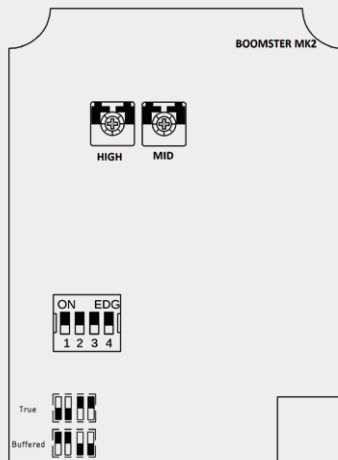 BOOMSTER MK2
HIGH MID
ON EDG
1 2 3 4
True
Buffered